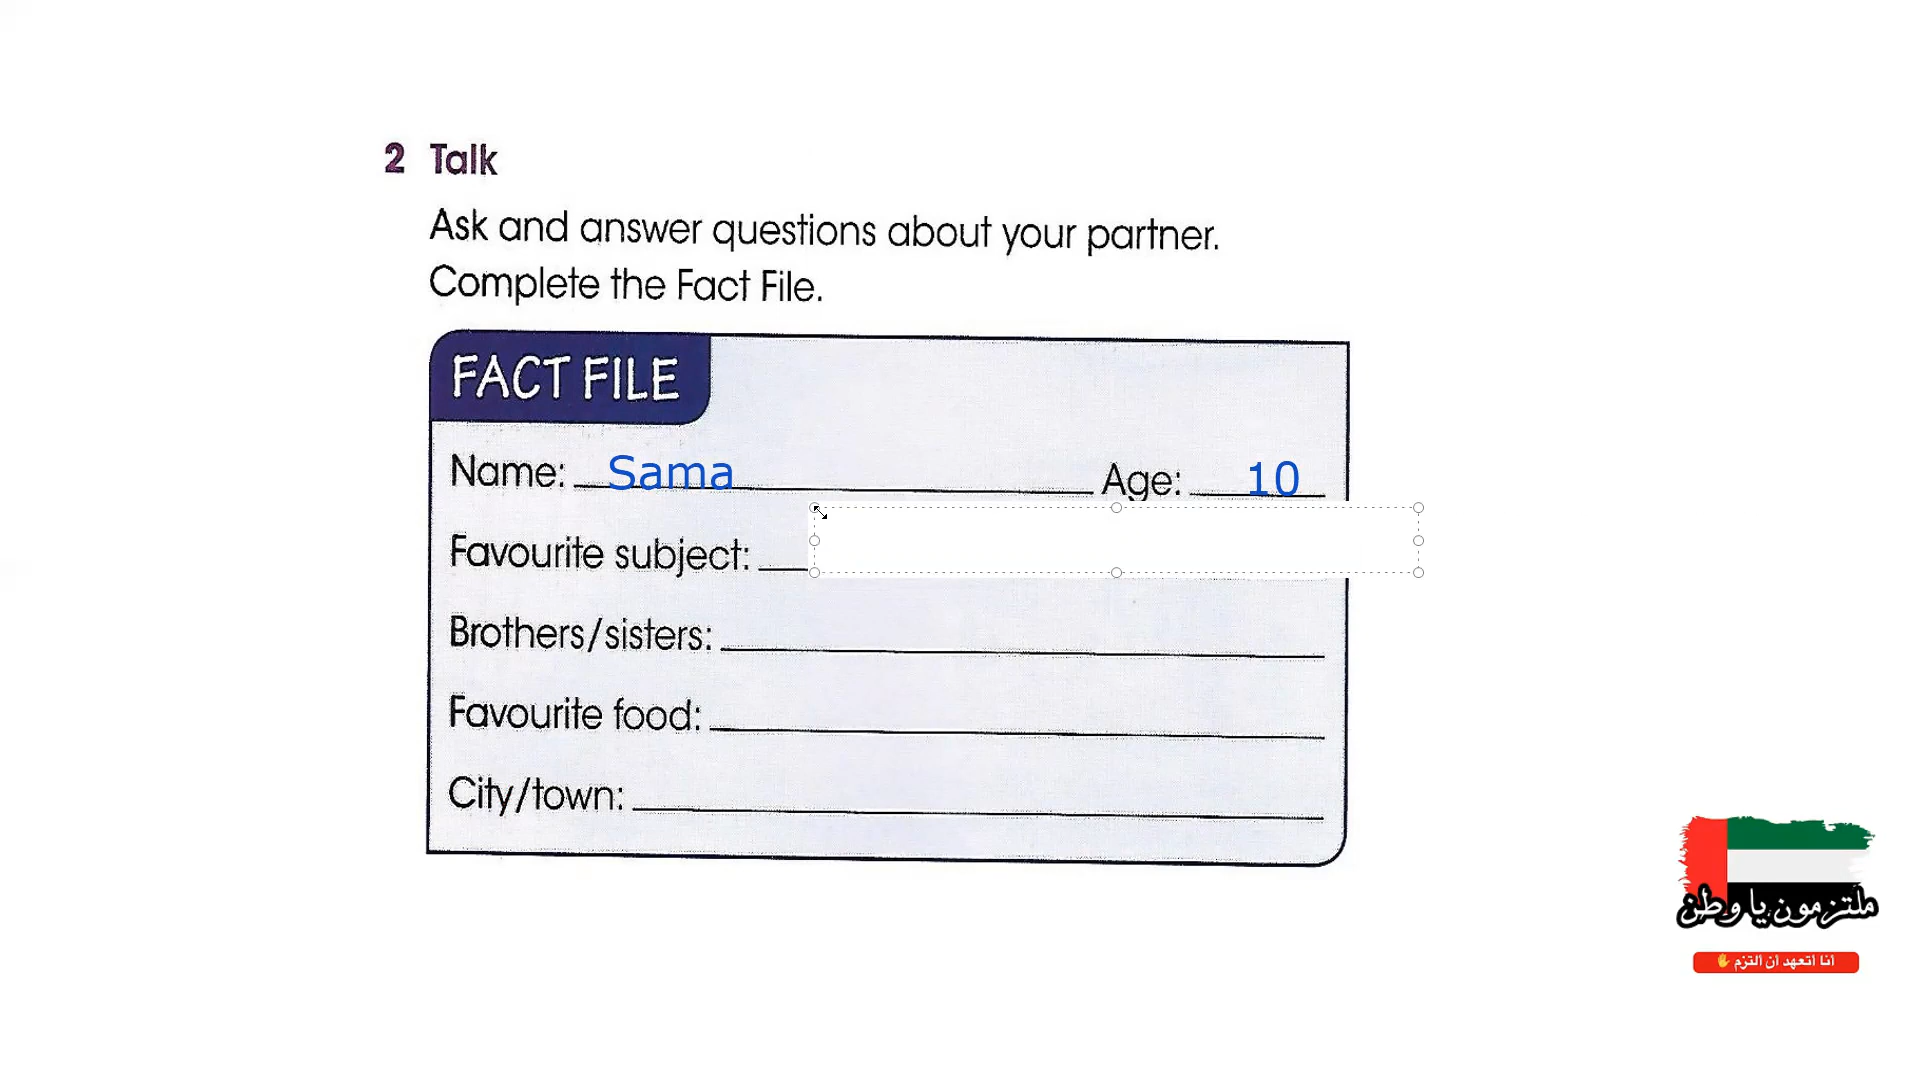 2 Talk
Ask and answer questions about your partner.
Complete the Fact File.
FACT FILE
Name: Sama Age: 10
Favourite subject:
Brothers/sisters:
Favourite food:
City/town:
ملتزمون يا وطن
أنا أتعهد أن ألتزم